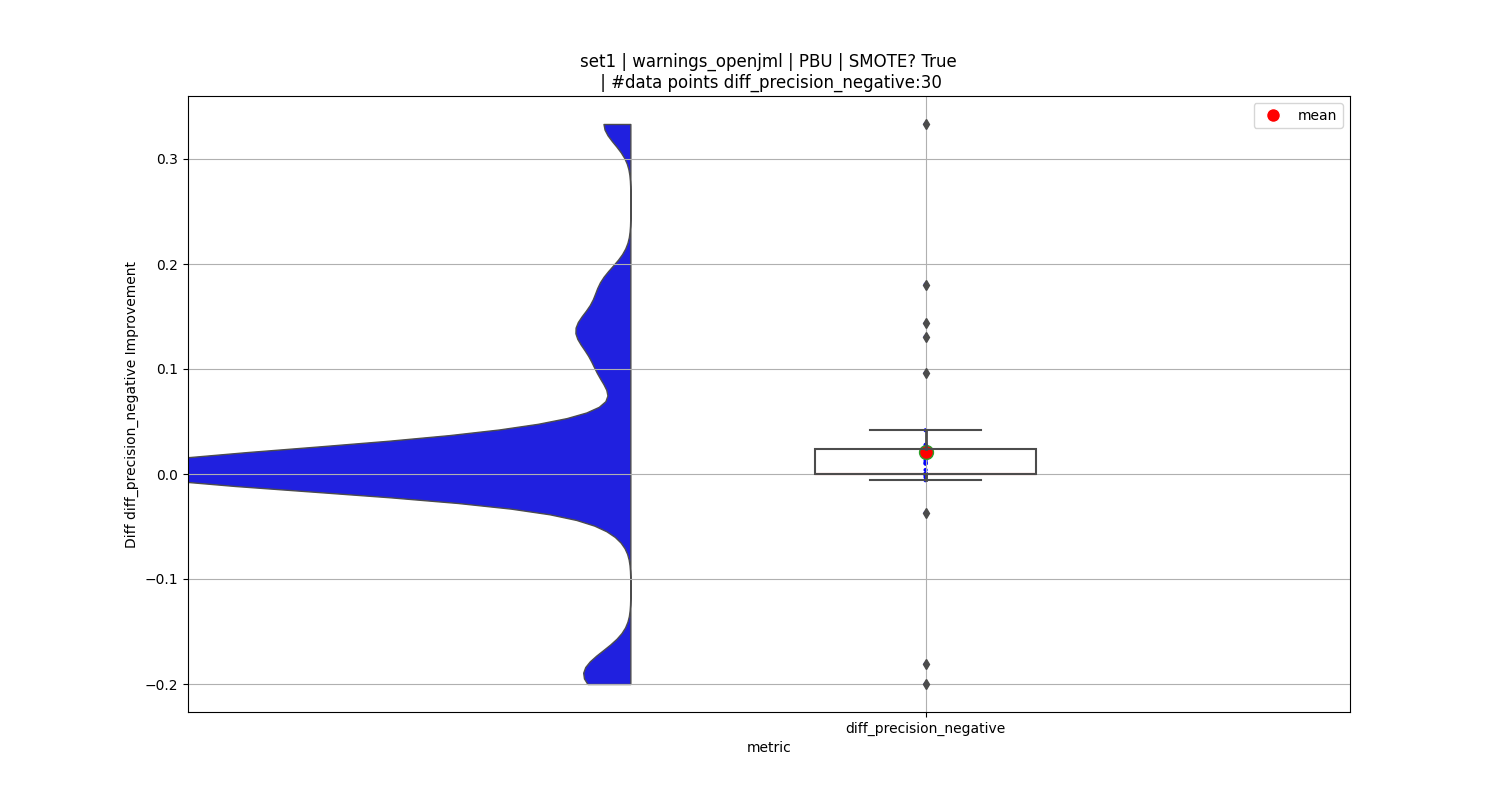 set1 | warnings_openjml | PBU | SMOTE? True
| #data points diff_precision_negative:30
mean
0.3
0.2
0.1
0.0
−0.1
−0.2
Diff diff_precision_negative Improvement
diff_precision_negative
metric